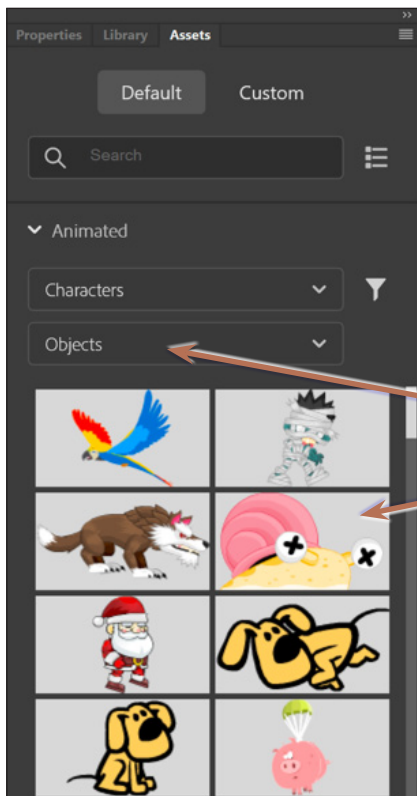 Properties Library Assets
Default Custom
Search
Animated
Characters
Objects